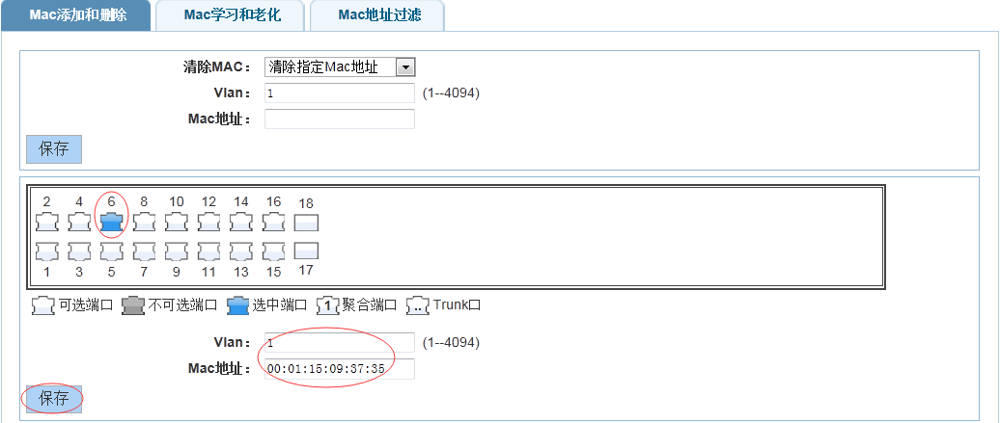 Mac添加和删除 Mac学习和老化 Mac地址过滤
清除MAC： 清除指定Mac地址
Vlan： 1 (1--4094)
Mac地址：
保存
2 4 6 8 10 12 14 16 18
1 3 5 7 9 11 13 15 17
可选端口 不可选端口 选中端口 1 聚合端口 .. Trunk口
Vlan： 1 (1--4094)
Mac地址： 00:01:15:09:37:35
保存